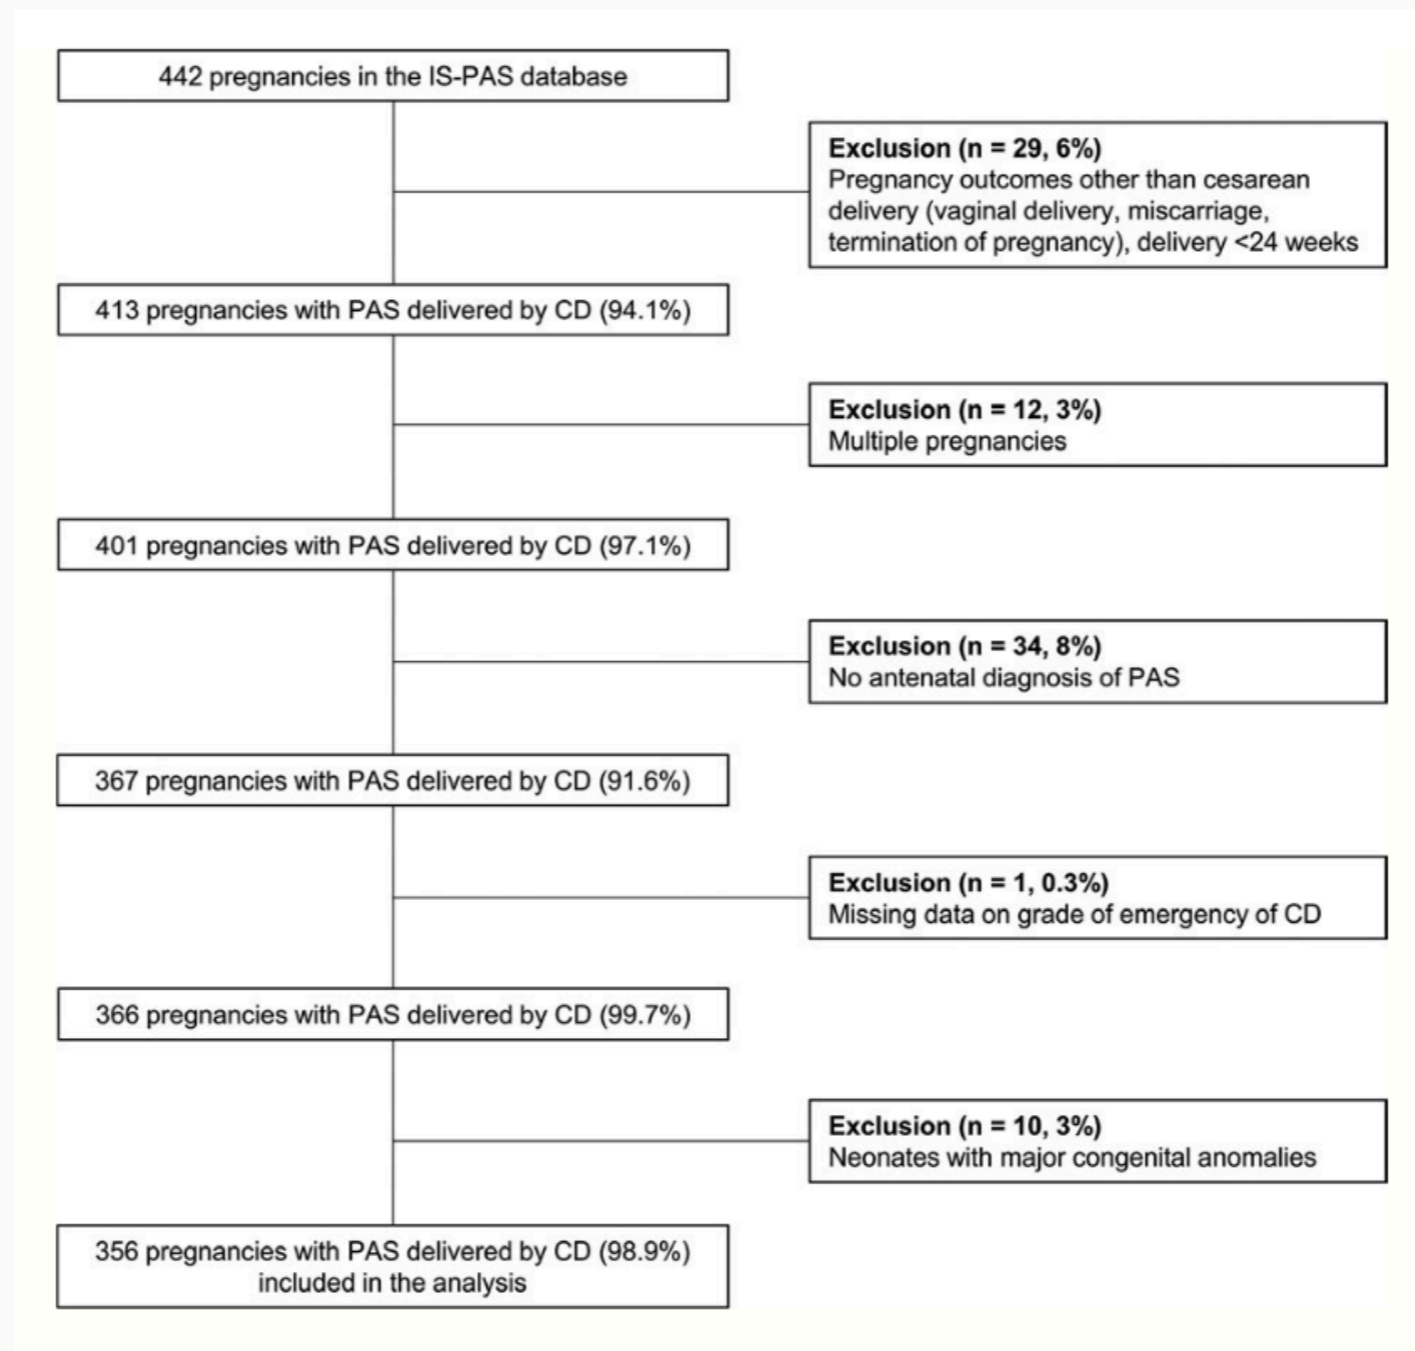 442 pregnancies in the IS-PAS database
Exclusion (n = 29, 6%)
Pregnancy outcomes other than cesarean
delivery (vaginal delivery, miscarriage,
termination of pregnancy), delivery <24 weeks
413 pregnancies with PAS delivered by CD (94.1%)
Exclusion (n = 12, 3%)
Multiple pregnancies
401 pregnancies with PAS delivered by CD (97.1%)
Exclusion (n = 34, 8%)
No antenatal diagnosis of PAS
367 pregnancies with PAS delivered by CD (91.6%)
Exclusion (n = 1, 0.3%)
Missing data on grade of emergency of CD
366 pregnancies with PAS delivered by CD (99.7%)
Exclusion (n = 10, 3%)
Neonates with major congenital anomalies
356 pregnancies with PAS delivered by CD (98.9%)
included in the analysis